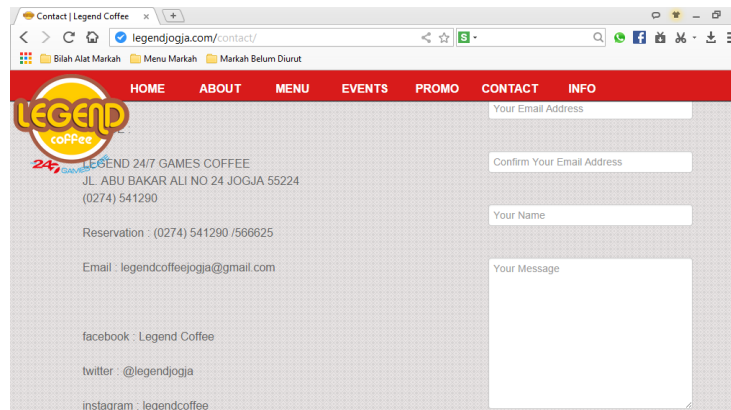 Contact | Legend Coffee
legendjogja.com/contact/
S
Bilah Alat Markah Menu Markah Markah Belum Diurut
HOME ABOUT MENU EVENTS PROMO CONTACT INFO
LEGEND
coffee
24/7
LEGEND 24/7 GAMES COFFEE
JL. ABU BAKAR ALI NO 24 JOGJA 55224
(0274) 541290
Reservation : (0274) 541290 /566625
Email : legendcoffeejogja@gmail.com
facebook : Legend Coffee
twitter : @legendjogja
instagram : legendcoffee
Your Email Address
Confirm Your Email Address
Your Name
Your Message